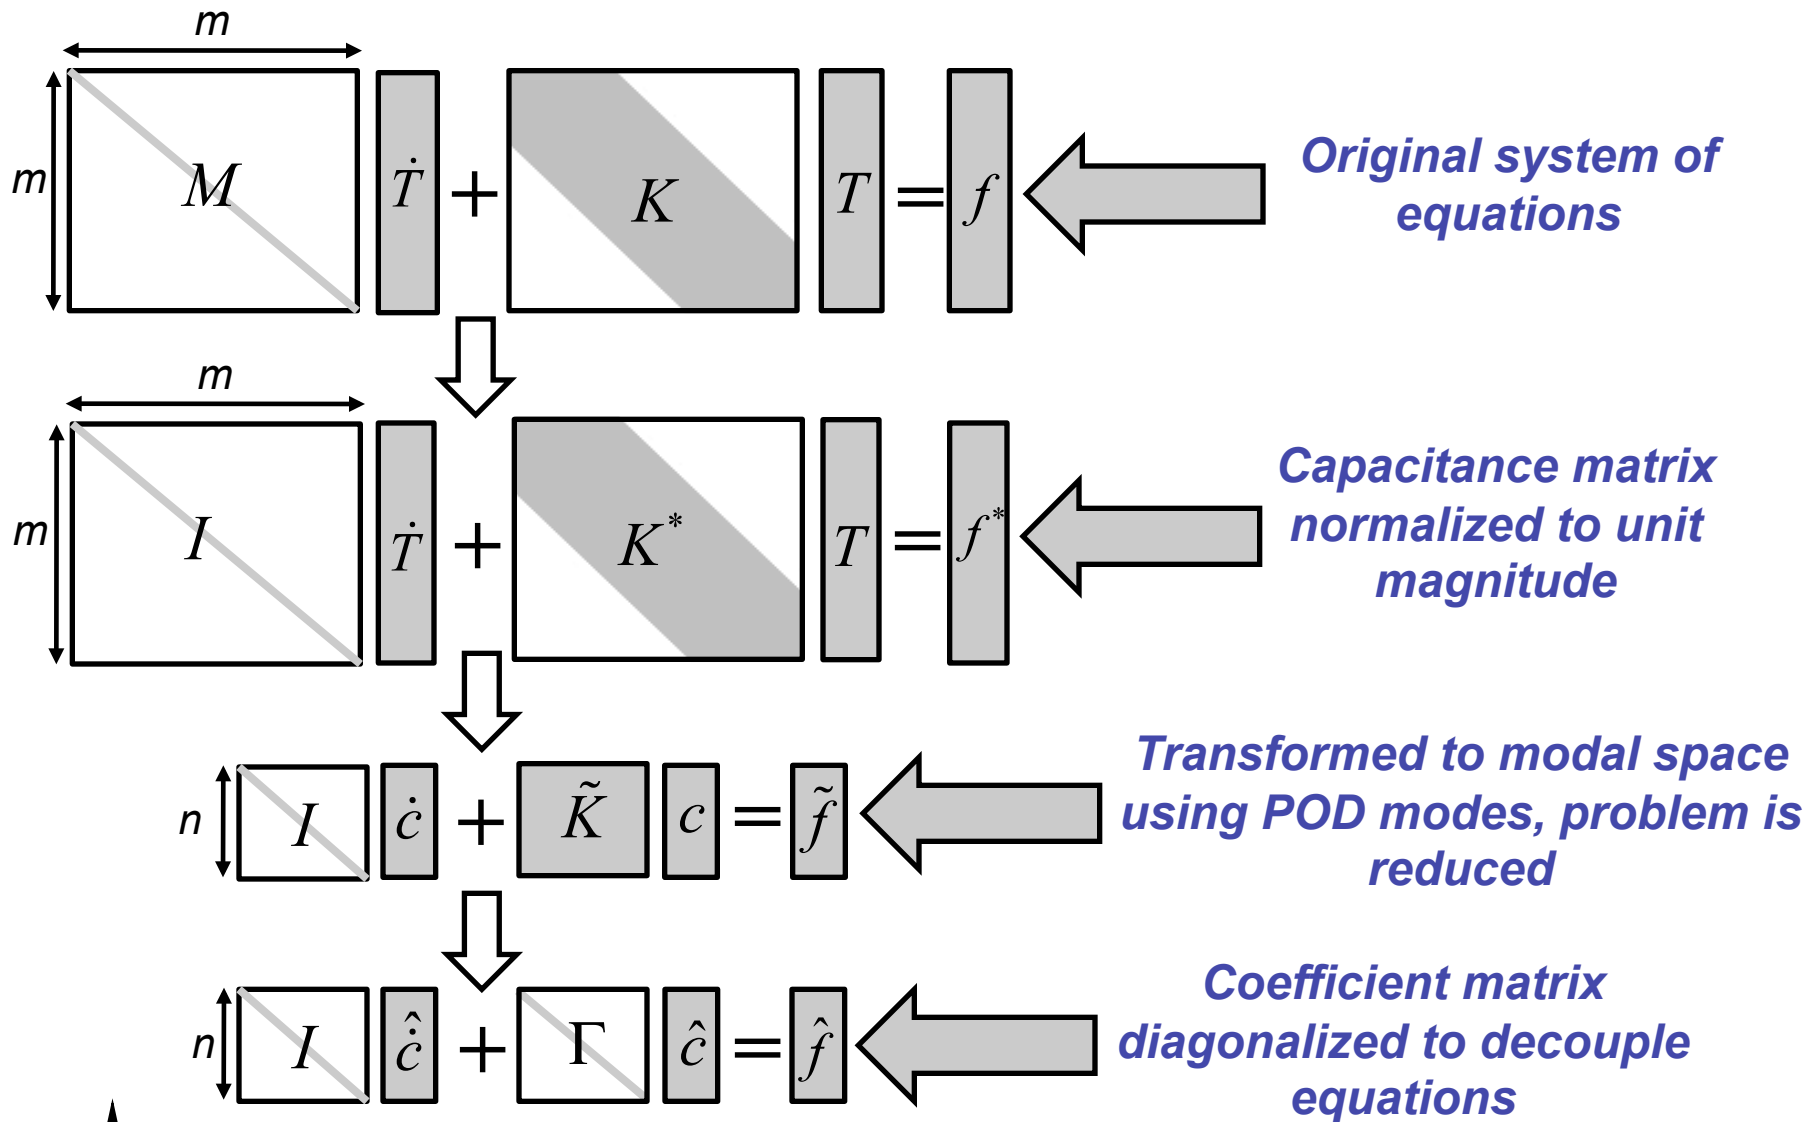 m
m M Ṫ + K T = f
Original system of
equations
m
m I Ṫ + K* T = f*
Capacitance matrix
normalized to unit
magnitude
n I ċ + K̃ c = f̃
Transformed to modal space
using POD modes, problem is
reduced
n I ċ̂ + Γ ĉ = f̂
Coefficient matrix
diagonalized to decouple
equations